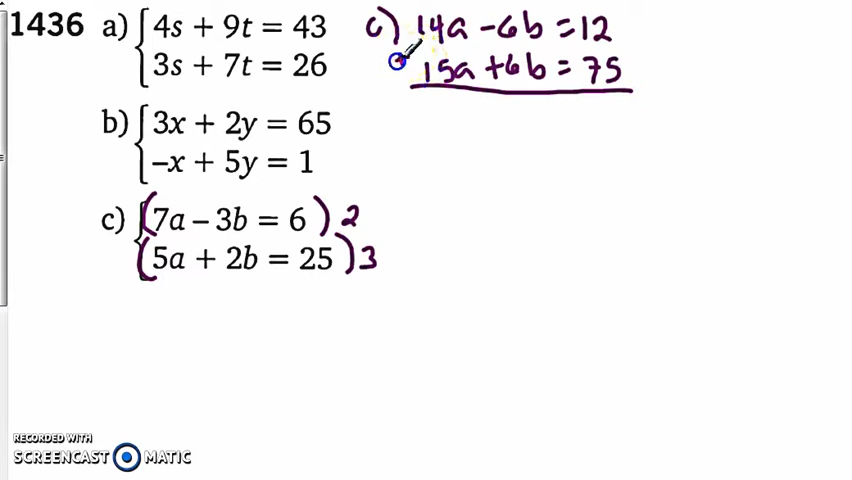 1436 a) { 4s + 9t = 43
3s + 7t = 26
b) { 3x + 2y = 65
–x + 5y = 1
c) { (7a – 3b = 6 ) 2
(5a + 2b = 25 ) 3
c) 14a - 6b = 12
15a + 6b = 75
RECORDED WITH
SCREENCAST MATIC